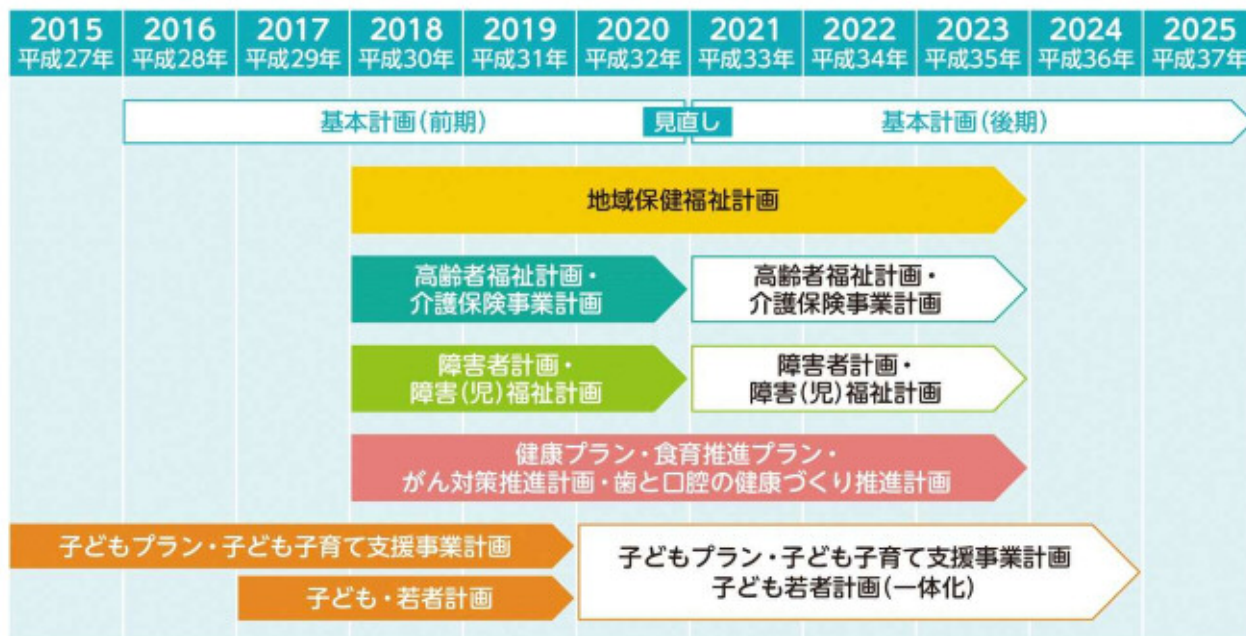 2015 2016 2017 2018 2019 2020 2021 2022 2023 2024 2025
平成27年 平成28年 平成29年 平成30年 平成31年 平成32年 平成33年 平成34年 平成35年 平成36年 平成37年
基本計画(前期) 見直し 基本計画(後期)
地域保健福祉計画
高齢者福祉計画・
介護保険事業計画
高齢者福祉計画・
介護保険事業計画
障害者計画・
障害(児)福祉計画
障害者計画・
障害(児)福祉計画
健康プラン・食育推進プラン・
がん対策推進計画・歯と口腔の健康づくり推進計画
子どもプラン・子ども子育て支援事業計画
子ども・若者計画
子どもプラン・子ども子育て支援事業計画
子ども若者計画(一体化)